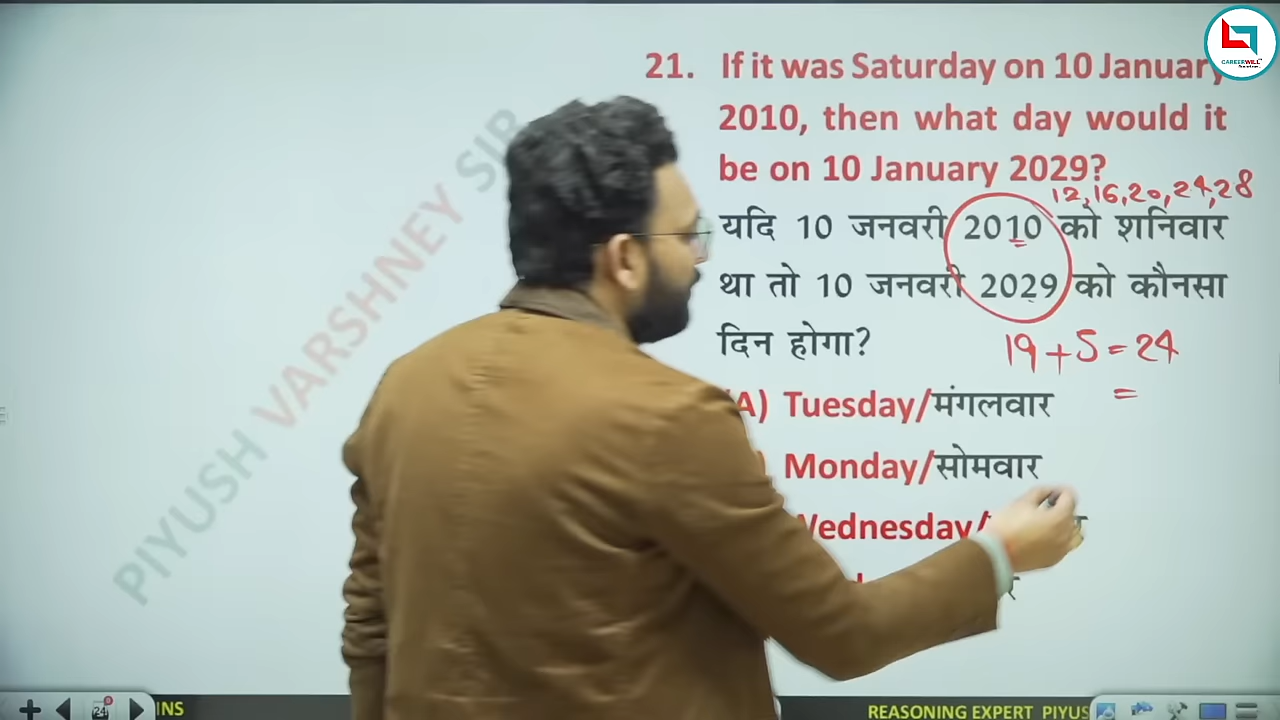 CAREERWILL
21. If it was Saturday on 10 January
2010, then what day would it
be on 10 January 2029?
12,16,20,24,28
यदि 10 जनवरी 2010 को शनिवार
था तो 10 जनवरी 2029 को कौनसा
दिन होगा?
19+5=24
=
A) Tuesday/मंगलवार
) Monday/सोमवार
Wednesday/
PIYUSH VARSHNEY SIR
24
INS
REASONING EXPERT PIYUS